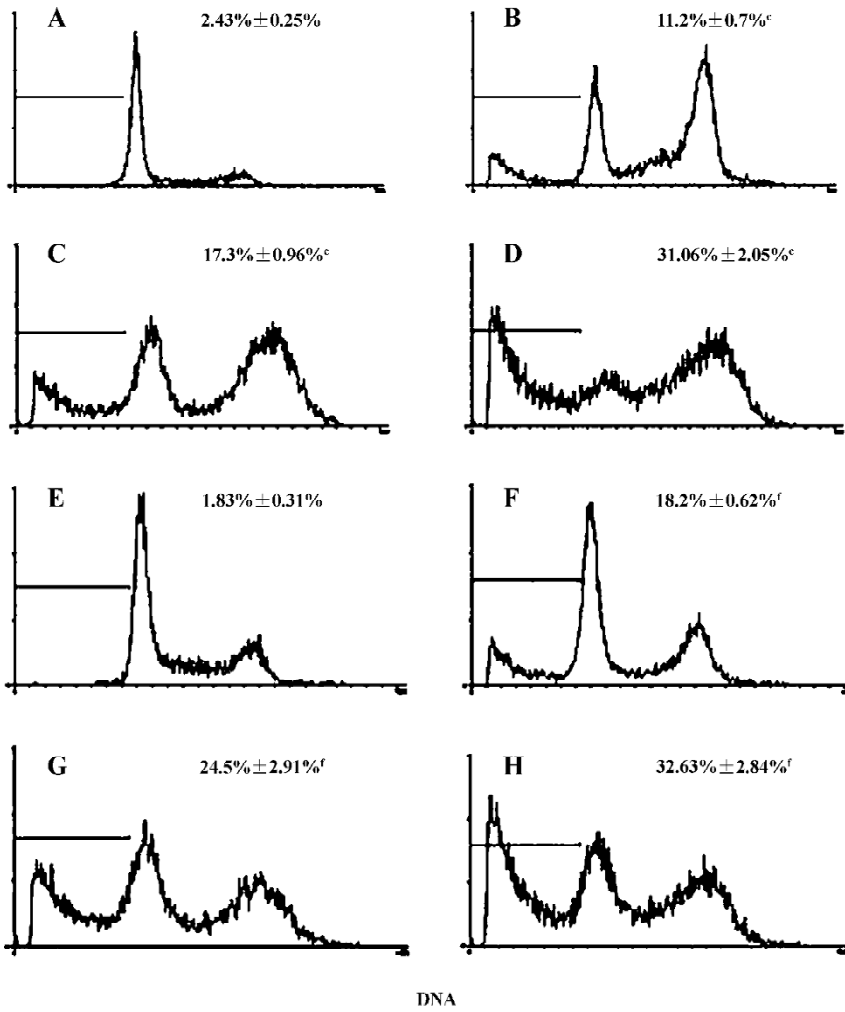 A 2.43%±0.25%
B 11.2%±0.7%ᶜ
C 17.3%±0.96%ᶜ
D 31.06%±2.05%ᶜ
E 1.83%±0.31%
F 18.2%±0.62%ᶠ
G 24.5%±2.91%ᶠ
H 32.63%±2.84%ᶠ
DNA